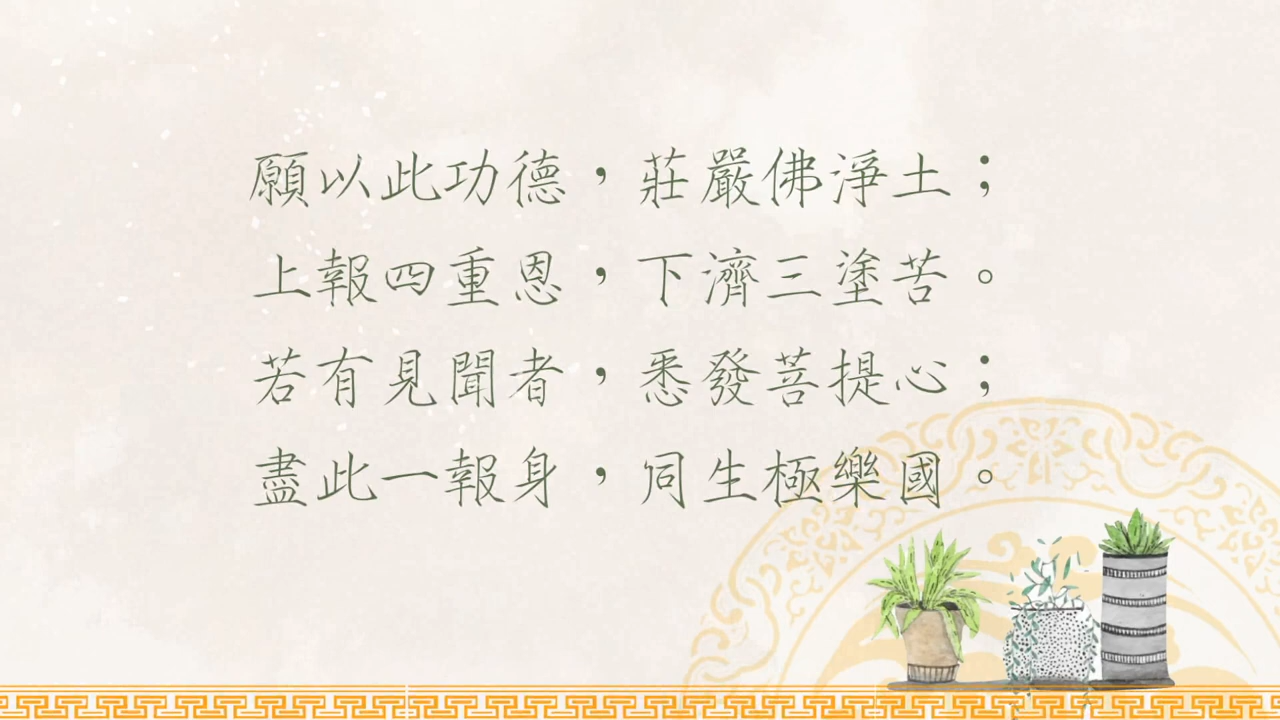 願以此功德，莊嚴佛淨土；
上報四重恩，下濟三塗苦。
若有見聞者，悉發菩提心；
盡此一報身，同生極樂國。